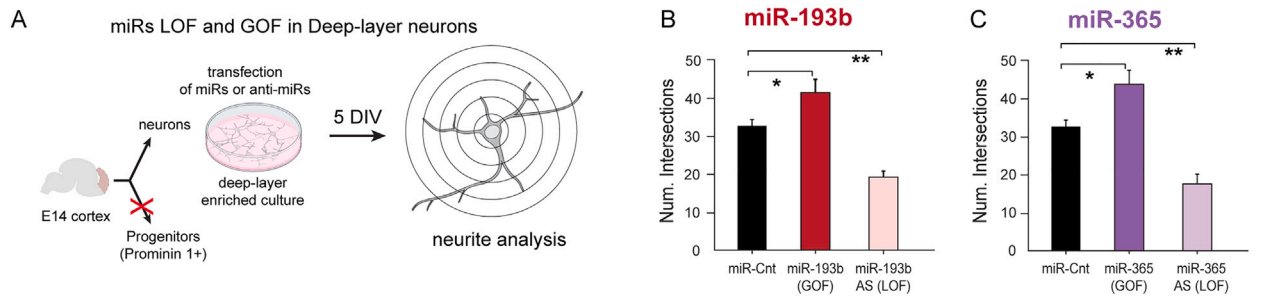 A
miRs LOF and GOF in Deep-layer neurons
transfection
of miRs or anti-miRs
neurons
5 DIV
deep-layer
enriched culture
E14 cortex
Progenitors
(Prominin 1+)
neurite analysis
B
miR-193b
Num. Intersections
50
40
30
20
10
0
*
**
miR-Cnt
miR-193b
(GOF)
miR-193b
AS (LOF)
C
miR-365
Num. Intersections
50
40
30
20
10
0
*
**
miR-Cnt
miR-365
(GOF)
miR-365
AS (LOF)